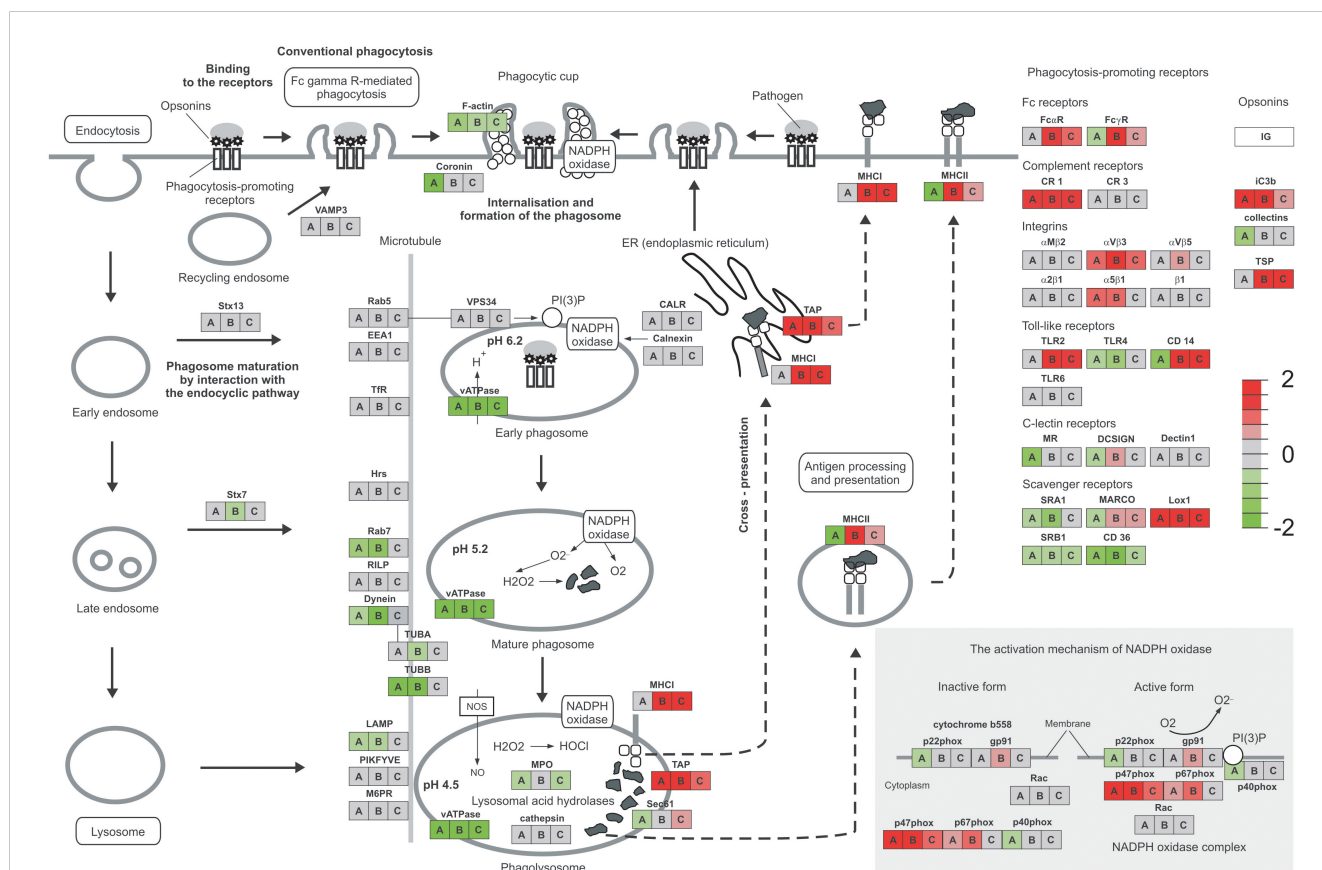 Conventional phagocytosis
Binding
to the receptors
Fc gamma R-mediated
phagocytosis
Opsonins
Endocytosis
Phagocytosis-promoting
receptors
VAMP3
A B C
Recycling endosome
Phagocytic cup
F-actin
A B C
NADPH
oxidase
Coronin
A B C
Internalisation and
formation of the phagosome
Pathogen
MHCI
A B C
MHCII
A B C
ER (endoplasmic reticulum)
Microtubule
Stx13
A B C
Phagosome maturation
by interaction with
the endocyclic pathway
Early endosome
Rab5
A B C
EEA1
A B C
TfR
A B C
VPS34
A B C
PI(3)P
NADPH
oxidase
pH 6.2
H+
vATPase
A B C
Early phagosome
CALR
A B C
Calnexin
A B C
TAP
A B C
MHCI
A B C
Cross - presentation
Antigen processing
and presentation
MHCII
A B C
Hrs
A B C
Stx7
A B C
Late endosome
Rab7
A B C
RILP
A B C
Dynein
A B C
TUBA
A B C
TUBB
A B C
NADPH
oxidase
pH 5.2
O2-
O2
H2O2
vATPase
A B C
Mature phagosome
Lysosome
LAMP
A B C
PIKFYVE
A B C
M6PR
A B C
NOS
NO
NADPH
oxidase
MHCI
A B C
H2O2
HOCl
MPO
A B C
pH 4.5
TAP
A B C
Lysosomal acid hydrolases
Sec61
A B C
cathepsin
A B C
vATPase
A B C
Phagolysosome
Phagocytosis-promoting receptors
Fc receptors
FcαR
A B C
FcγR
A B C
Complement receptors
CR 1
A B C
CR 3
A B C
Integrins
αMβ2
A B C
αVβ3
A B C
αVβ5
A B C
α2β1
A B C
α5β1
A B C
β1
A B C
Toll-like receptors
TLR2
A B C
TLR4
A B C
CD 14
A B C
TLR6
A B C
C-lectin receptors
MR
A B C
DCSIGN
A B C
Dectin1
A B C
Scavenger receptors
SRA1
A B C
MARCO
A B C
Lox1
A B C
SRB1
A B C
CD 36
A B C
Opsonins
IG
iC3b
A B C
collectins
A B C
TSP
A B C
2
0
-2
The activation mechanism of NADPH oxidase
Inactive form
cytochrome b558
p22phox gp91
A B C A B C
Membrane
Cytoplasm
Rac
A B C
p47phox p67phox p40phox
A B C A B C A B C
Active form
O2-
O2
PI(3)P
p22phox gp91
A B C A B C
A B C
p40phox
p47phox p67phox
A B C A B C
Rac
A B C
NADPH oxidase complex